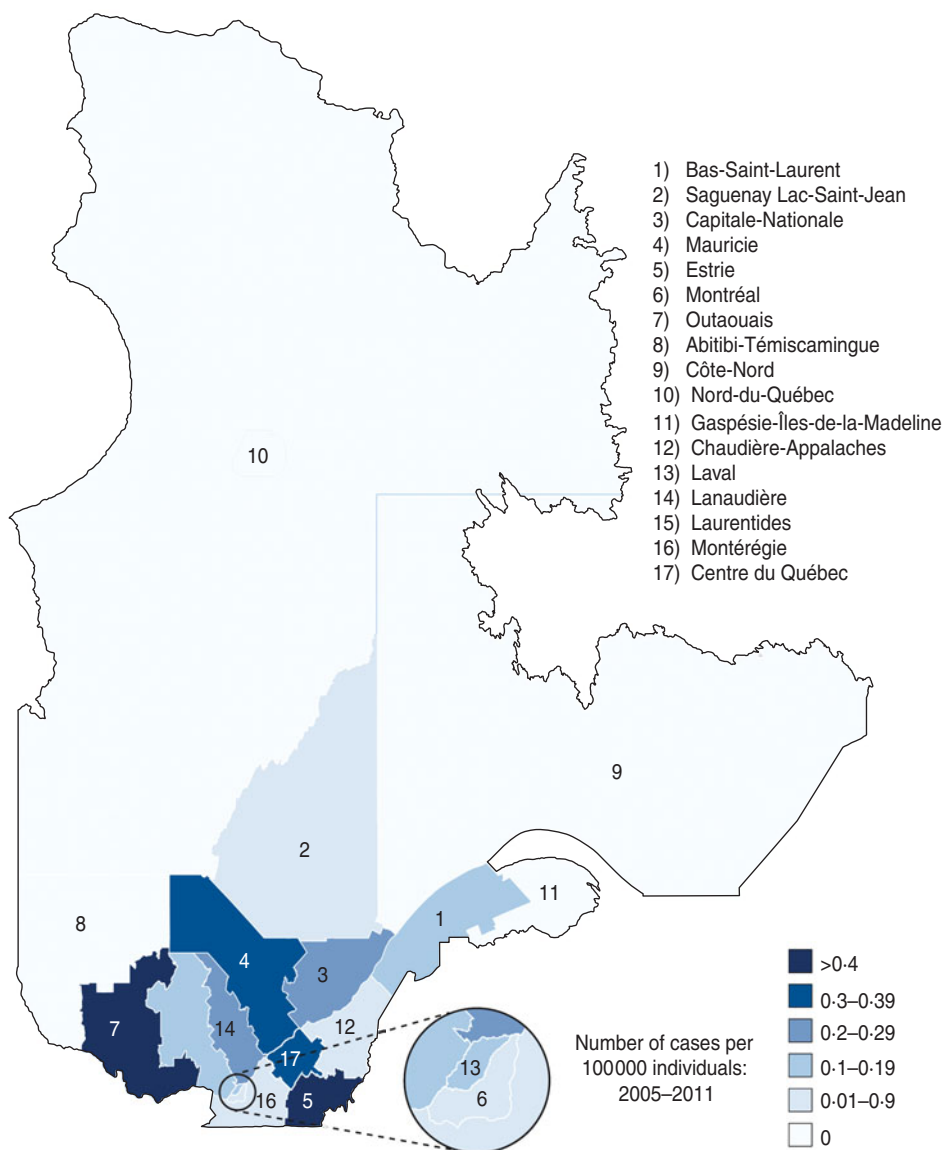 1) Bas-Saint-Laurent
2) Saguenay Lac-Saint-Jean
3) Capitale-Nationale
4) Mauricie
5) Estrie
6) Montréal
7) Outaouais
8) Abitibi-Témiscamingue
9) Côte-Nord
10) Nord-du-Québec
11) Gaspésie-Îles-de-la-Madeline
12) Chaudière-Appalaches
13) Laval
14) Lanaudière
15) Laurentides
16) Montérégie
17) Centre du Québec
10
9
2
11
8
1
4
3
7
14
12
17
16
5
13
6
Number of cases per
100000 individuals:
2005–2011
>0·4
0·3–0·39
0·2–0·29
0·1–0·19
0·01–0·9
0